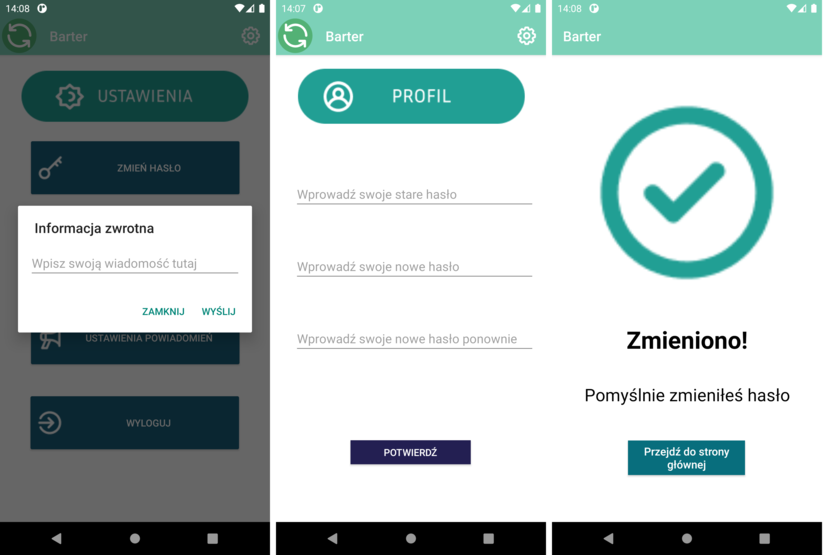 14:08
Barter
USTAWIENIA
ZMIEŃ HASŁO
Informacja zwrotna
Wpisz swoją wiadomość tutaj
ZAMKNIJ WYŚLIJ
USTAWIENIA POWIADOMIEŃ
WYLOGUJ
14:07
Barter
PROFIL
Wprowadź swoje stare hasło
Wprowadź swoje nowe hasło
Wprowadź swoje nowe hasło ponownie
POTWIERDŹ
14:08
Barter
Zmieniono!
Pomyślnie zmieniłeś hasło
Przejdź do strony
głównej